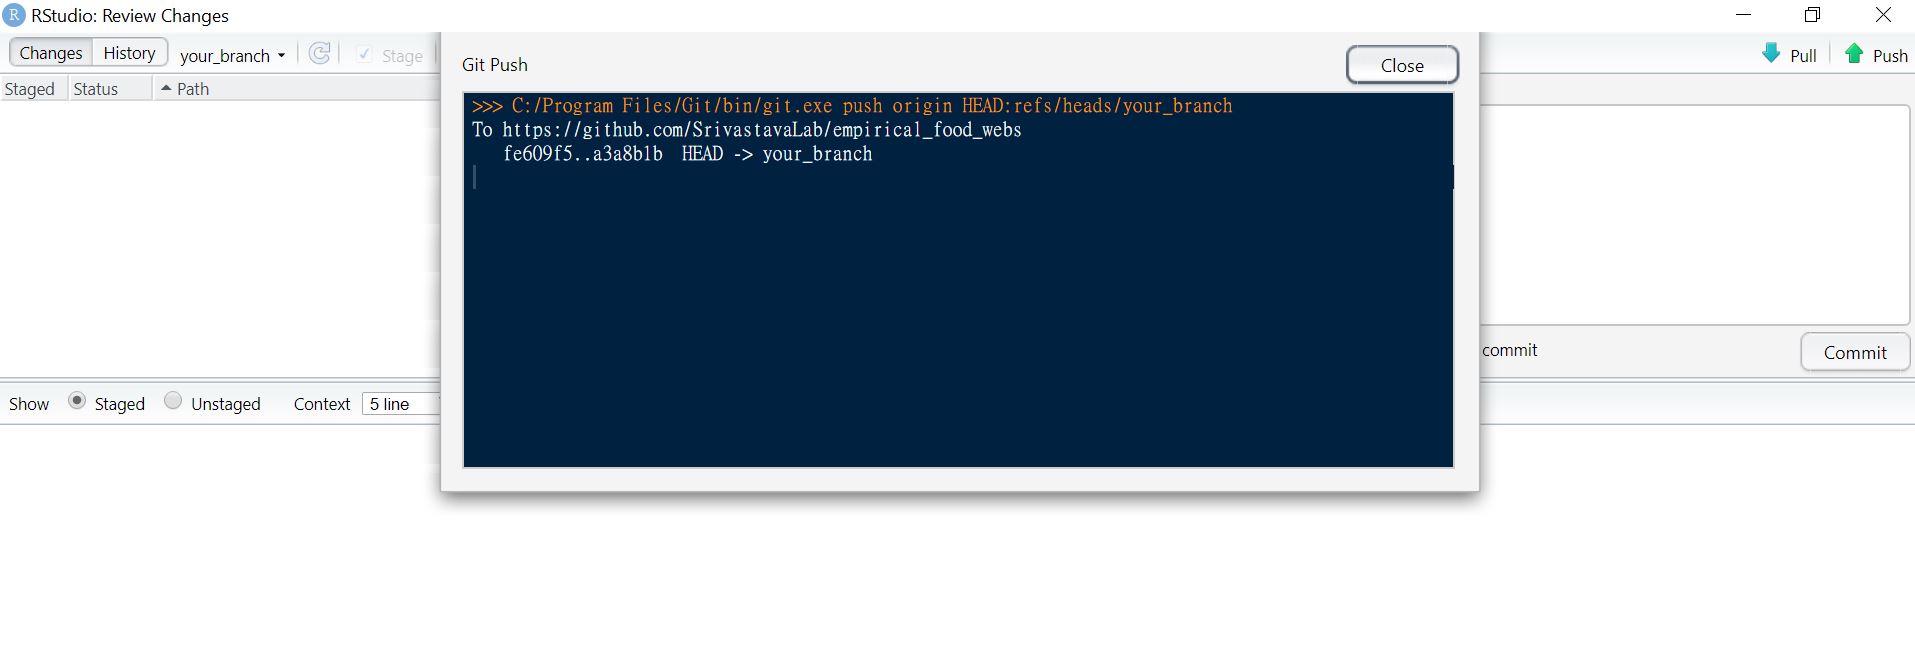 R RStudio: Review Changes
Changes History your_branch Stage Pull Push
Staged Status Path
Git Push
Close
>>> C:/Program Files/Git/bin/git.exe push origin HEAD:refs/heads/your_branch
To https://github.com/SrivastavaLab/empirical_food_webs
fe609f5..a3a8b1b HEAD -> your_branch
commit
Commit
Show Staged Unstaged Context 5 line